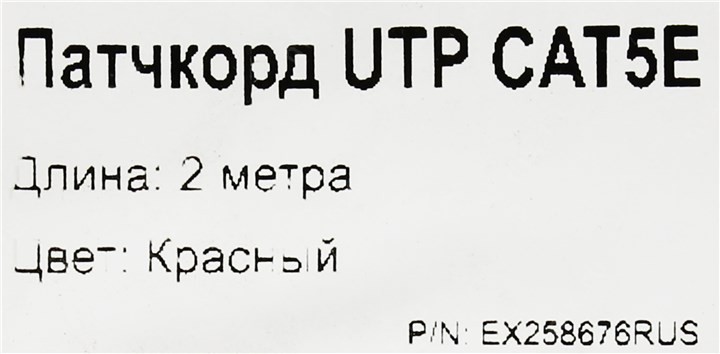 Патчкорд UTP CAT5E
Длина: 2 метра
Цвет: Красный
P/N: EX258676RUS